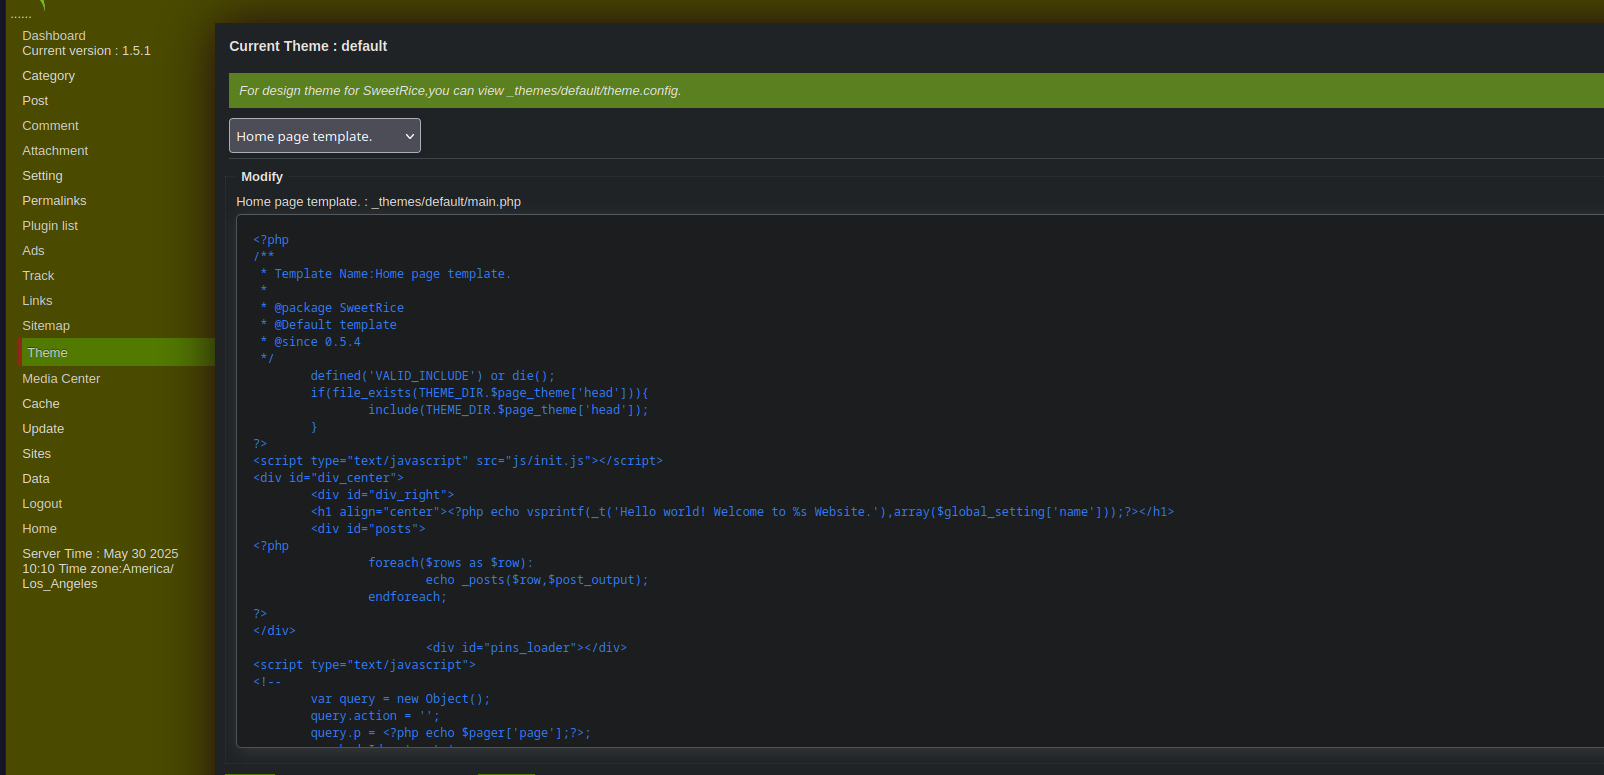 ......
Dashboard
Current version : 1.5.1
Category
Post
Comment
Attachment
Setting
Permalinks
Plugin list
Ads
Track
Links
Sitemap
Theme
Media Center
Cache
Update
Sites
Data
Logout
Home
Server Time : May 30 2025
10:10 Time zone:America/
Los_Angeles
Current Theme : default
For design theme for SweetRice,you can view _themes/default/theme.config.
Home page template.
Modify
Home page template. : _themes/default/main.php
<?php
/**
 * Template Name:Home page template.
 *
 * @package SweetRice
 * @Default template
 * @since 0.5.4
 */
	defined('VALID_INCLUDE') or die();
	if(file_exists(THEME_DIR.$page_theme['head'])){
		include(THEME_DIR.$page_theme['head']);
	}
?>
<script type="text/javascript" src="js/init.js"></script>
<div id="div_center">
	<div id="div_right">
	<h1 align="center"><?php echo vsprintf(_t('Hello world! Welcome to %s Website.'),array($global_setting['name']));?></h1>
	<div id="posts">
<?php
		foreach($rows as $row):
			echo _posts($row,$post_output);
		endforeach;
?>
</div>
			<div id="pins_loader"></div>
<script type="text/javascript">
<!--
	var query = new Object();
	query.action = '';
	query.p = <?php echo $pager['page'];?>;